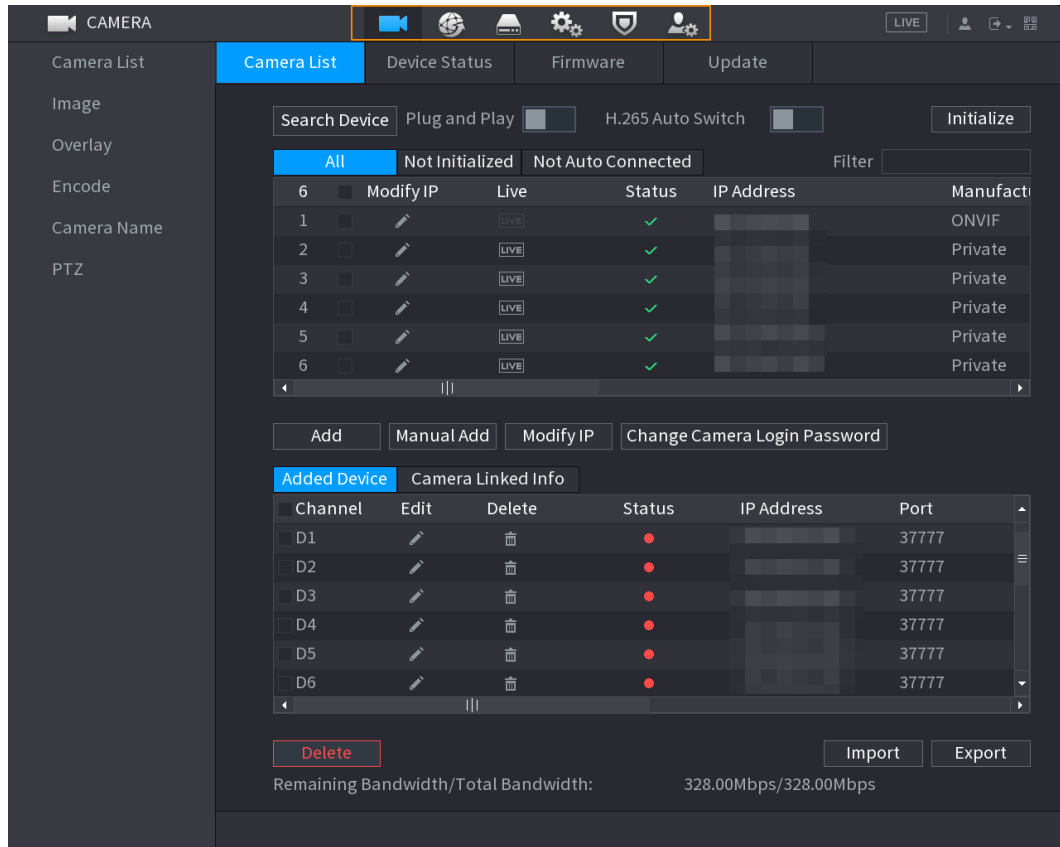 CAMERA LIVE
Camera List
Image
Overlay
Encode
Camera Name
PTZ
Camera List Device Status Firmware Update
Search Device Plug and Play H.265 Auto Switch Initialize
All Not Initialized Not Auto Connected Filter
6 Modify IP Live Status IP Address Manufactu
1 LIVE ONVIF
2 LIVE Private
3 LIVE Private
4 LIVE Private
5 LIVE Private
6 LIVE Private
Add Manual Add Modify IP Change Camera Login Password
Added Device Camera Linked Info
Channel Edit Delete Status IP Address Port
D1 37777
D2 37777
D3 37777
D4 37777
D5 37777
D6 37777
Delete Import Export
Remaining Bandwidth/Total Bandwidth: 328.00Mbps/328.00Mbps